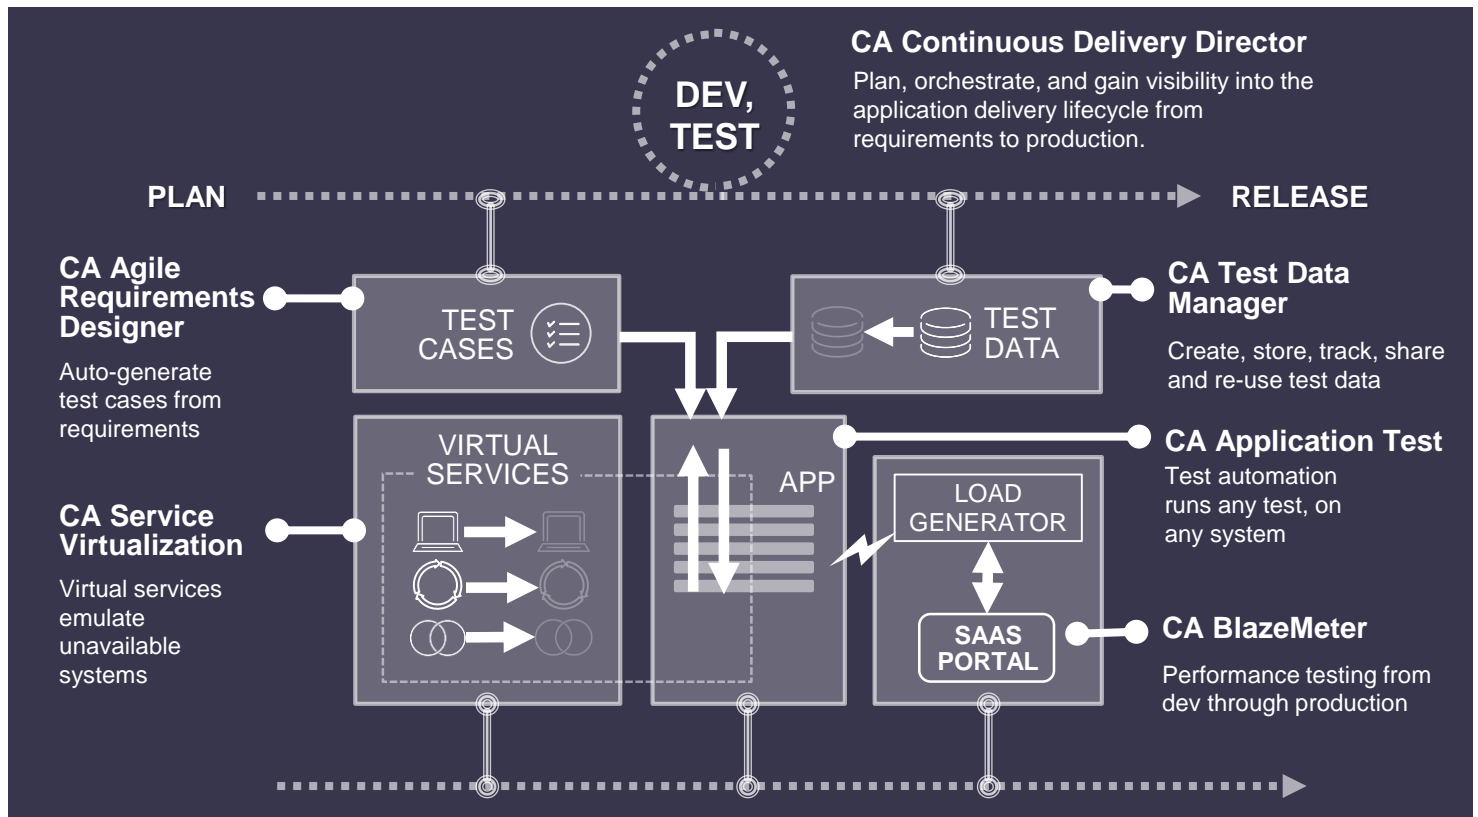 CA Continuous Delivery Director
Plan, orchestrate, and gain visibility into the
application delivery lifecycle from
requirements to production.
DEV,
TEST
PLAN
RELEASE
CA Agile
Requirements
Designer
Auto-generate
test cases from
requirements
TEST
CASES
TEST
DATA
CA Test Data
Manager
Create, store, track, share
and re-use test data
CA Service
Virtualization
Virtual services
emulate
unavailable
systems
VIRTUAL
SERVICES
APP
LOAD
GENERATOR
SAAS
PORTAL
CA Application Test
Test automation
runs any test, on
any system
CA BlazeMeter
Performance testing from
dev through production